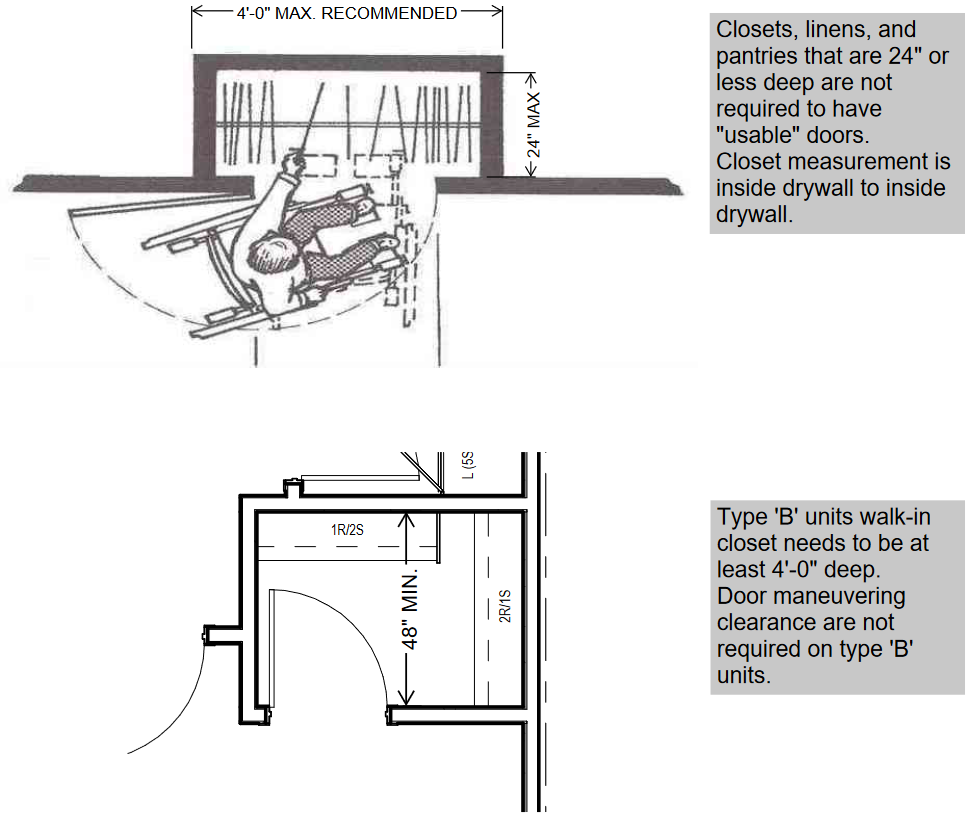 4'-0" MAX. RECOMMENDED
24" MAX
Closets, linens, and
pantries that are 24" or
less deep are not
required to have
"usable" doors.
Closet measurement is
inside drywall to inside
drywall.
L (5S
1R/2S
48" MIN.
2R/1S
Type 'B' units walk-in
closet needs to be at
least 4'-0" deep.
Door maneuvering
clearance are not
required on type 'B'
units.